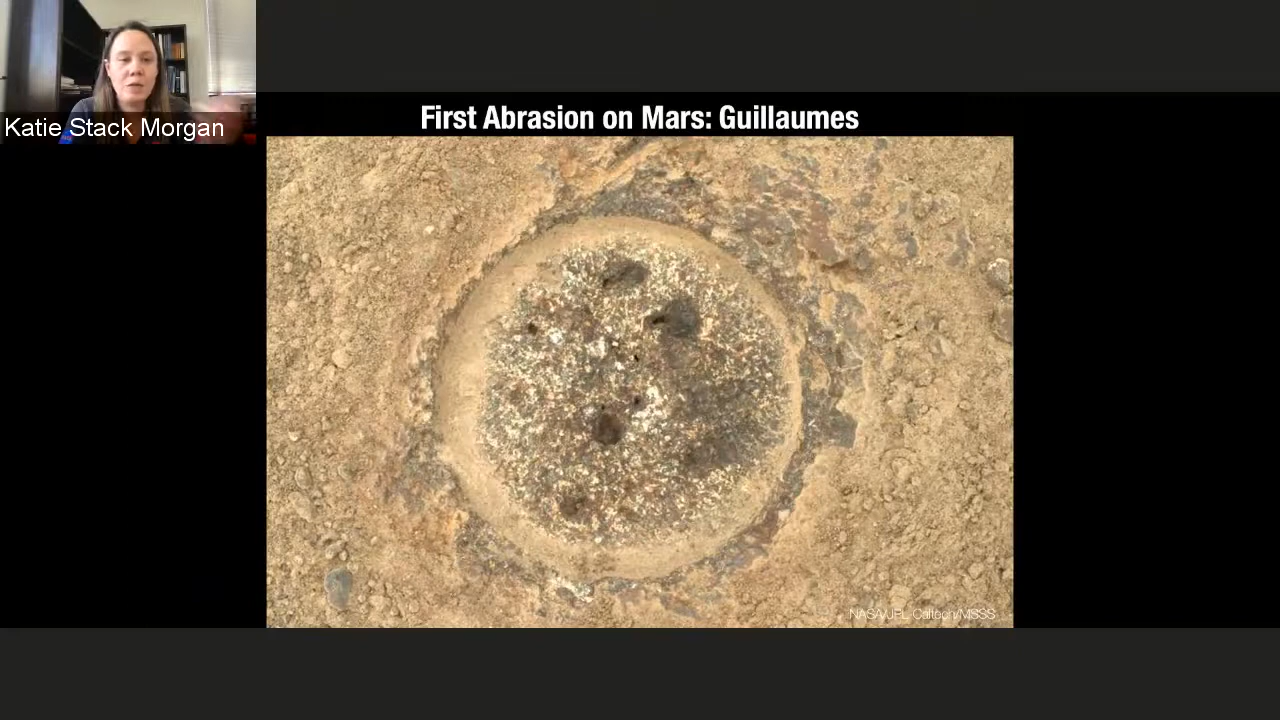 First Abrasion on Mars: Guillaumes
Katie Stack Morgan
NASA/JPL Caltech/MSSS